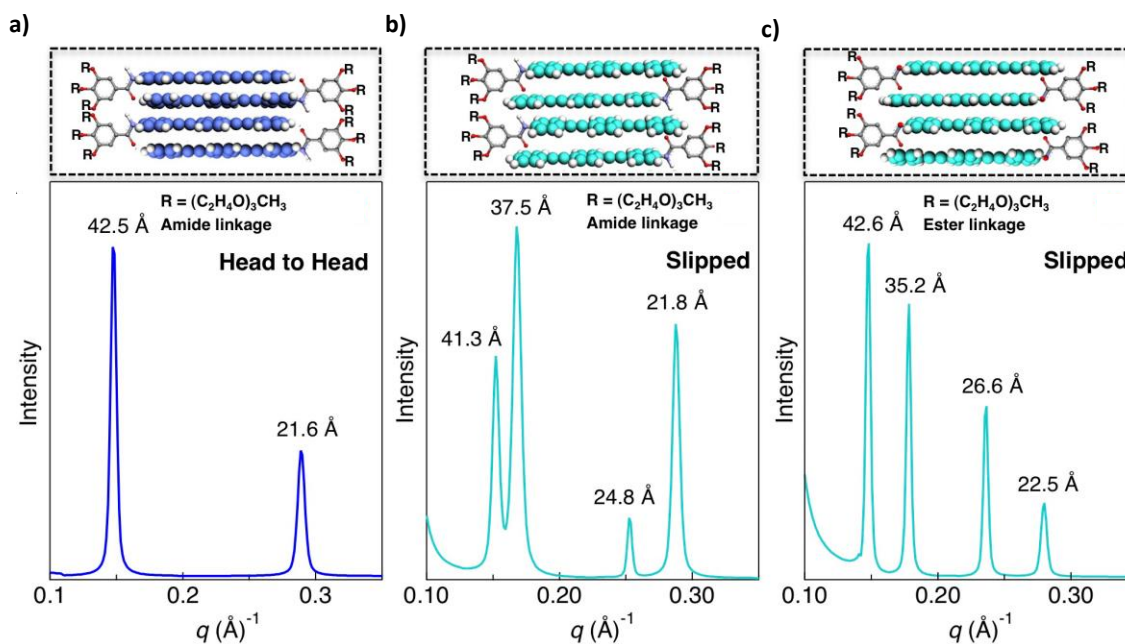 a)
R
R
R
R
R
R
R
R
R
R
R
R
R = (C₂H₄O)₃CH₃
Amide linkage
42.5 Å
Head to Head
21.6 Å
Intensity
0.10
0.2
0.3
q (Å)⁻¹
b)
R
R
R
R
R
R
R
R
R
R
R
R
R = (C₂H₄O)₃CH₃
Amide linkage
37.5 Å
Slipped
41.3 Å
21.8 Å
24.8 Å
Intensity
0.10
0.20
0.30
q (Å)⁻¹
c)
R
R
R
R
R
R
R
R
R
R
R
R
R = (C₂H₄O)₃CH₃
Ester linkage
42.6 Å
Slipped
35.2 Å
26.6 Å
22.5 Å
Intensity
0.10
0.20
0.30
q (Å)⁻¹